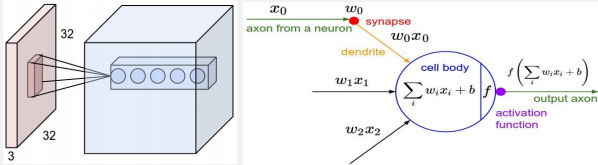 32
32
3
x₀
w₀
synapse
axon from a neuron
w₀x₀
dendrite
cell body
f(∑ᵢ wᵢxᵢ + b)
w₁x₁
∑ᵢ wᵢxᵢ + b
f
output axon
activation
function
w₂x₂